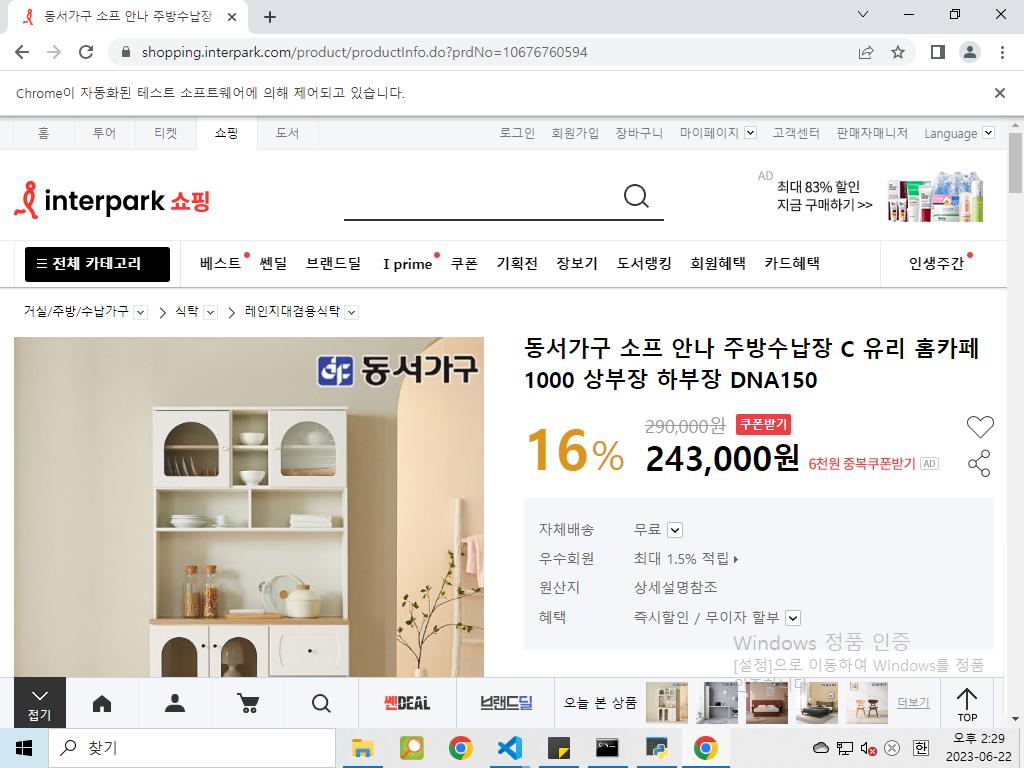 동서가구 소프 안나 주방수납장
shopping.interpark.com/product/productInfo.do?prdNo=10676760594
Chrome이 자동화된 테스트 소프트웨어에 의해 제어되고 있습니다.
홈 투어 티켓 쇼핑 도서 로그인 회원가입 장바구니 마이페이지 고객센터 판매자매니저 Language
interpark 쇼핑
AD 최대 83% 할인
지금 구매하기 >>
전체 카테고리 베스트 쎈딜 브랜드딜 I prime 쿠폰 기획전 장보기 도서랭킹 회원혜택 카드혜택 인생주간
거실/주방/수납가구 > 식탁 > 레인지대겸용식탁
동서가구
동서가구 소프 안나 주방수납장 C 유리 홈카페
1000 상부장 하부장 DNA150
290,000원 쿠폰받기
16% 243,000원 6천원 중복쿠폰받기 AD
자체배송 무료
우수회원 최대 1.5% 적립
원산지 상세설명참조
혜택 즉시할인 / 무이자 할부
Windows 정품 인증
[설정]으로 이동하여 Windows를 정품
접기 쎈DEAL 브랜드딜 오늘 본 상품 더보기 TOP
찾기
한
오후 2:29
2023-06-22